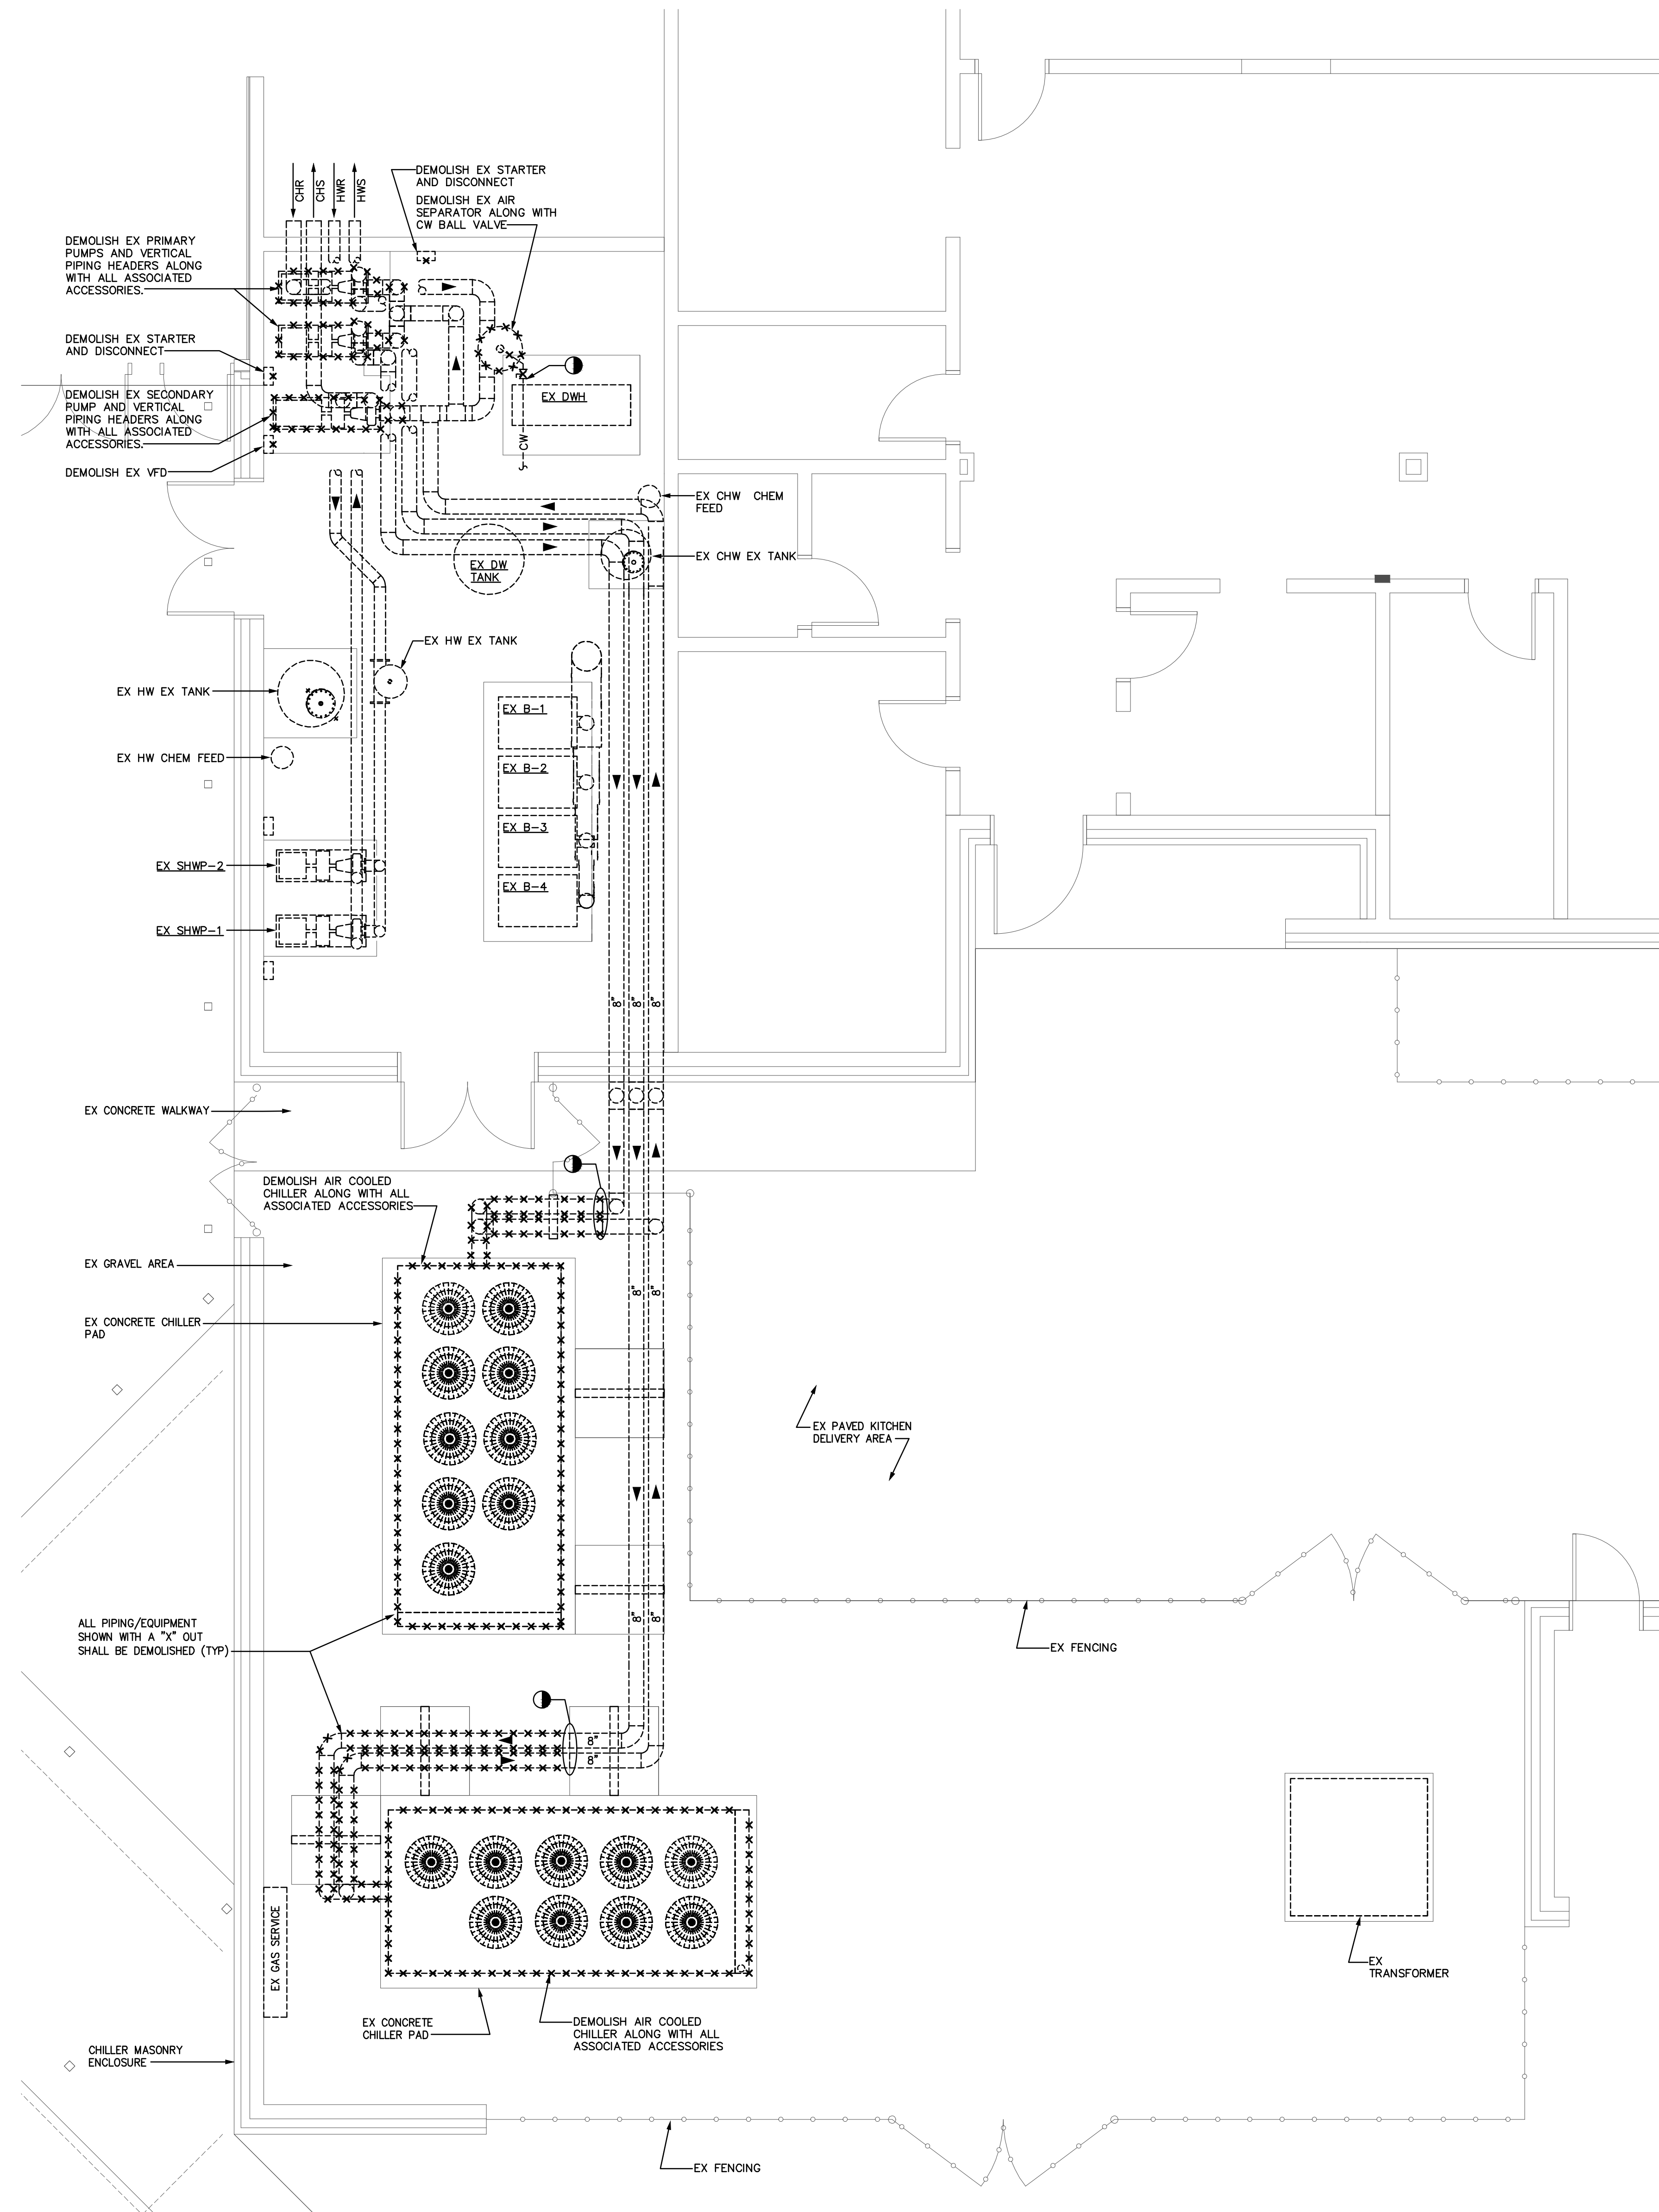 CHR
CHS
HWR
HWS
DEMOLISH EX STARTER
AND DISCONNECT
DEMOLISH EX AIR
SEPARATOR ALONG WITH
CW BALL VALVE
DEMOLISH EX PRIMARY
PUMPS AND VERTICAL
PIPING HEADERS ALONG
WITH ALL ASSOCIATED
ACCESSORIES.
DEMOLISH EX STARTER
AND DISCONNECT
DEMOLISH EX SECONDARY
PUMP AND VERTICAL
PIPING HEADERS ALONG
WITH ALL ASSOCIATED
ACCESSORIES.
DEMOLISH EX VFD
EX DWH
CW
EX CHW CHEM
FEED
EX CHW EX TANK
EX DW
TANK
EX HW EX TANK
EX HW EX TANK
EX B-1
EX HW CHEM FEED
EX B-2
EX B-3
EX SHWP-2
EX B-4
EX SHWP-1
8"
8"
8"
EX CONCRETE WALKWAY
DEMOLISH AIR COOLED
CHILLER ALONG WITH ALL
ASSOCIATED ACCESSORIES
EX GRAVEL AREA
8"
8"
EX CONCRETE CHILLER
PAD
EX PAVED KITCHEN
DELIVERY AREA
ALL PIPING/EQUIPMENT
SHOWN WITH A "X" OUT
SHALL BE DEMOLISHED (TYP)
8"
8"
EX FENCING
8"
8"
EX GAS SERVICE
EX
TRANSFORMER
EX CONCRETE
CHILLER PAD
DEMOLISH AIR COOLED
CHILLER ALONG WITH ALL
ASSOCIATED ACCESSORIES
CHILLER MASONRY
ENCLOSURE
EX FENCING